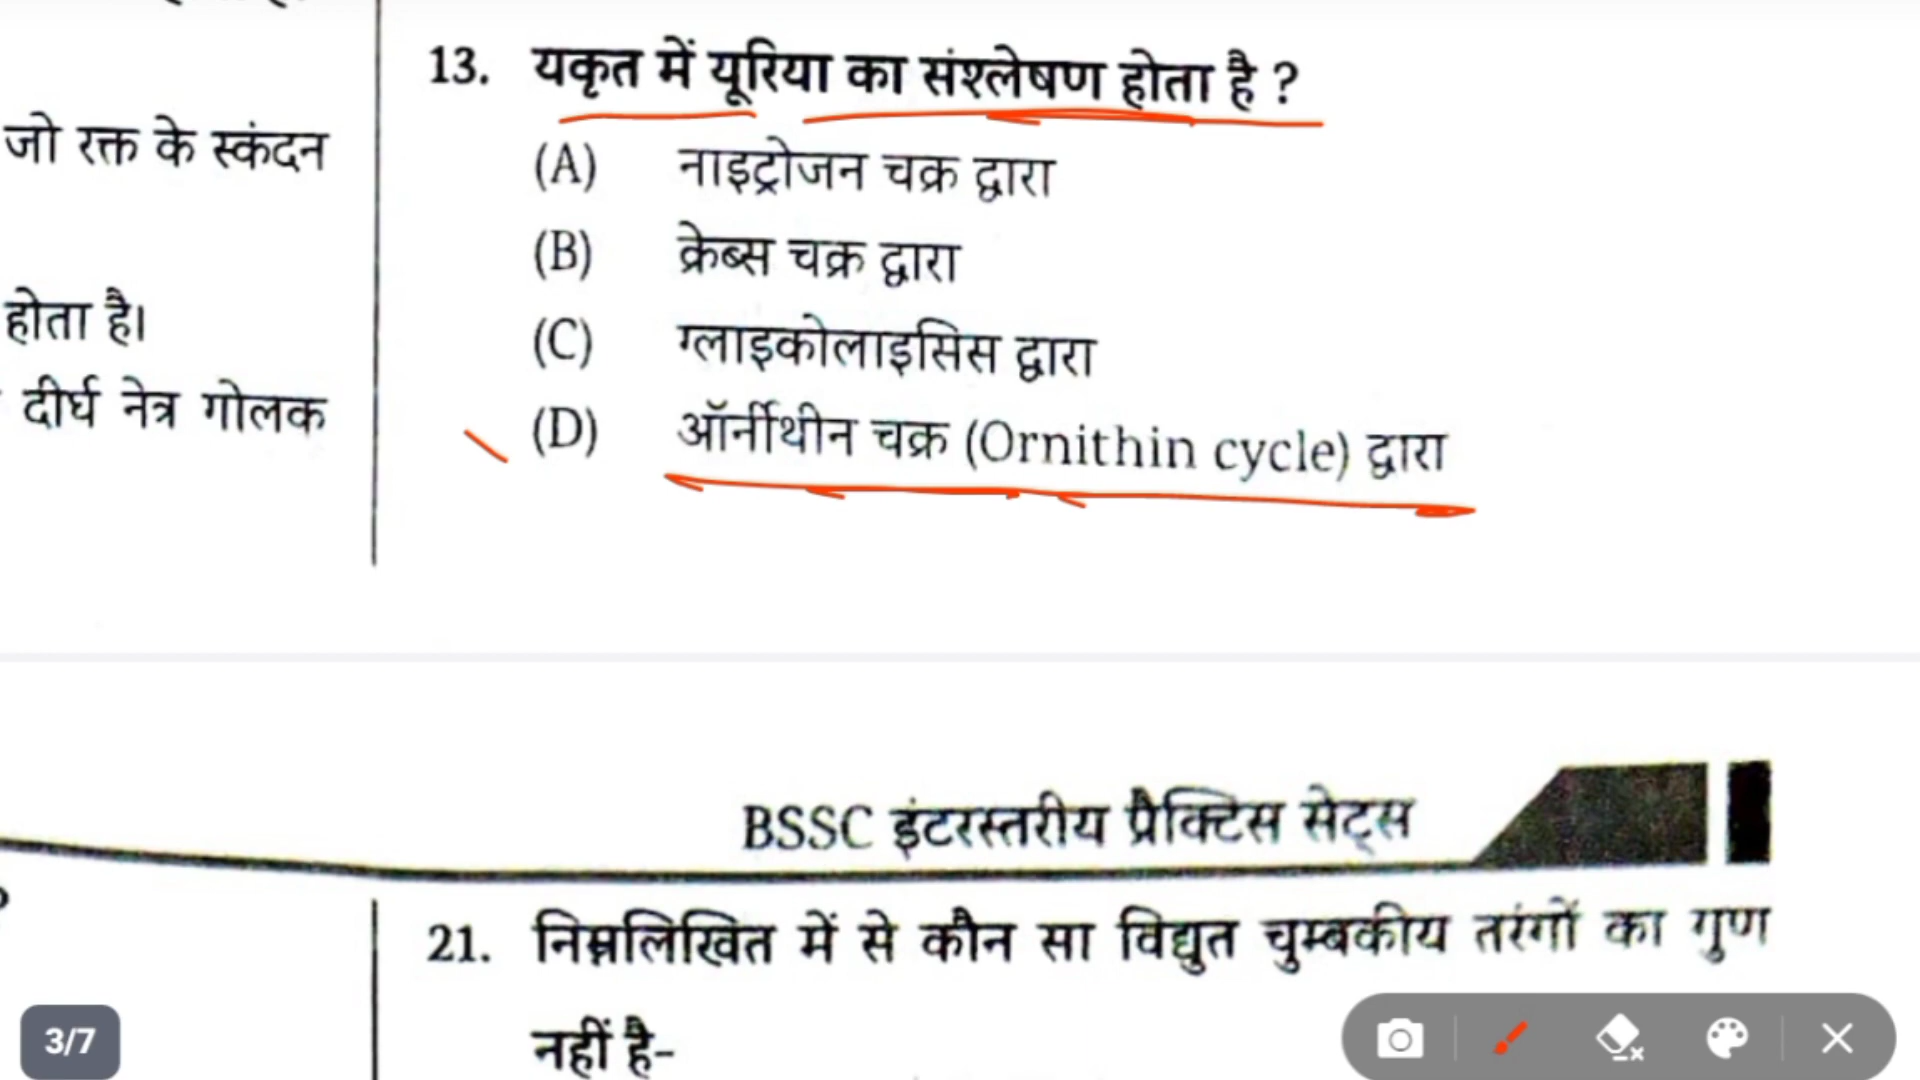 13. यकृत में यूरिया का संश्लेषण होता है ?
जो रक्त के स्कंदन
(A) नाइट्रोजन चक्र द्वारा
(B) क्रेब्स चक्र द्वारा
होता है।
(C) ग्लाइकोलाइसिस द्वारा
दीर्घ नेत्र गोलक
(D) ऑर्नीथीन चक्र (Ornithin cycle) द्वारा
BSSC इंटरस्तरीय प्रैक्टिस सेट्स
21. निम्नलिखित में से कौन सा विद्युत चुम्बकीय तरंगों का गुण
नहीं है-
3/7